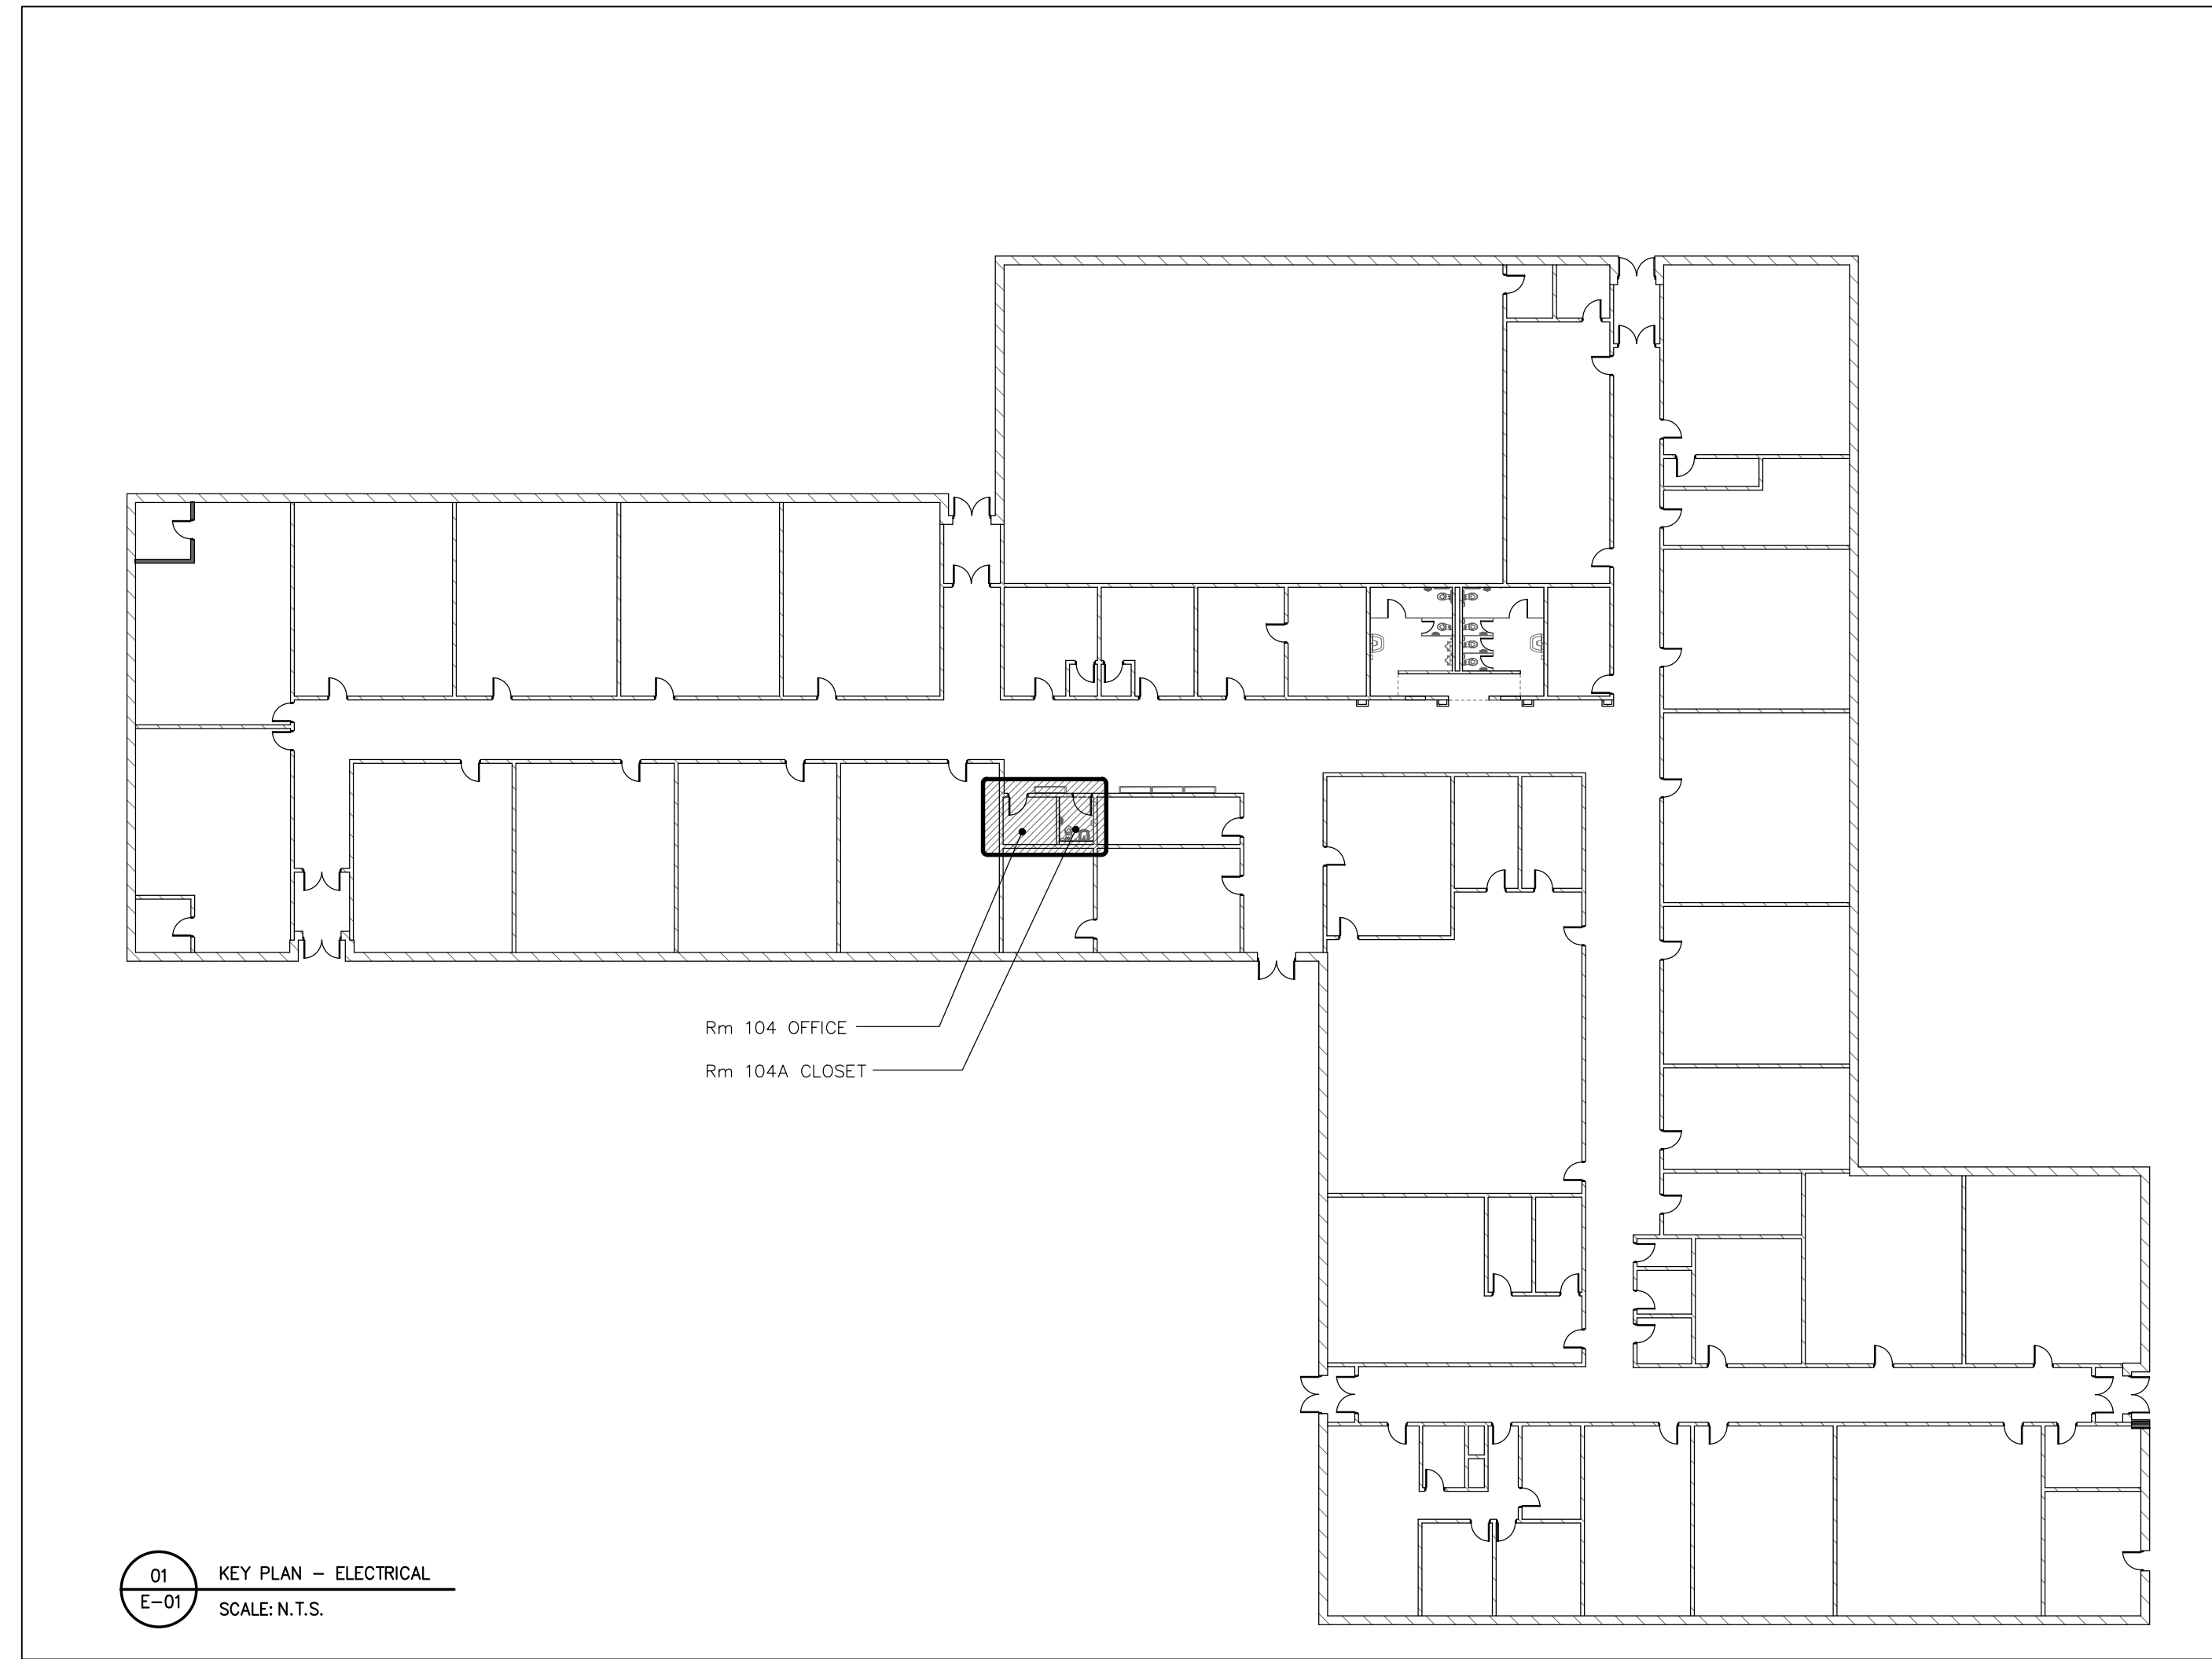 Rm 104 OFFICE
Rm 104A CLOSET
01
E-01
KEY PLAN - ELECTRICAL
SCALE: N.T.S.